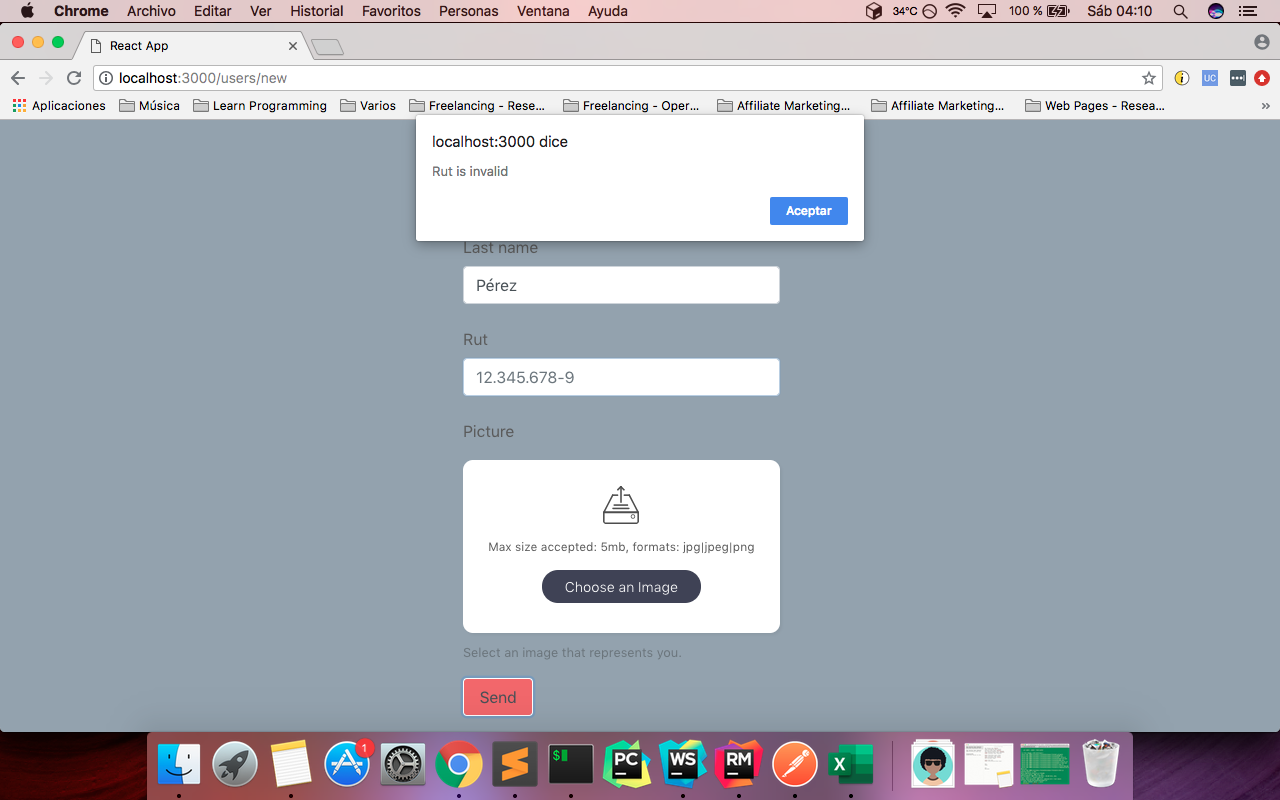 Chrome Archivo Editar Ver Historial Favoritos Personas Ventana Ayuda 34°C 100 % Sáb 04:10
React App
localhost:3000/users/new UC
Aplicaciones Música Learn Programming Varios Freelancing - Rese... Freelancing - Oper... Affiliate Marketing... Affiliate Marketing... Web Pages - Resea... »
localhost:3000 dice
Rut is invalid
Aceptar
Last name
Pérez
Rut
12.345.678-9
Picture
Max size accepted: 5mb, formats: jpg|jpeg|png
Choose an Image
Select an image that represents you.
Send
1 $ PC WS RM X